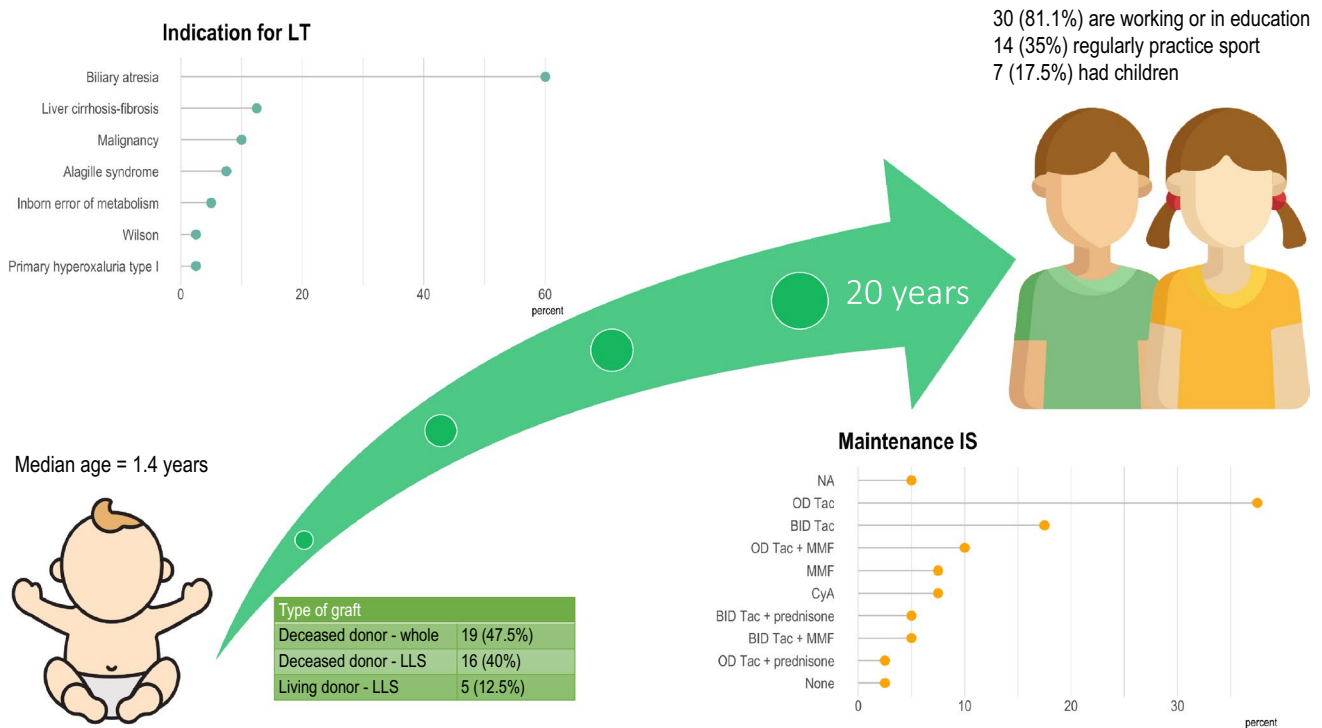 Indication for LT
Biliary atresia
Liver cirrhosis-fibrosis
Malignancy
Alagille syndrome
Inborn error of metabolism
Wilson
Primary hyperoxaluria type I
0 20 40 60
percent
30 (81.1%) are working or in education
14 (35%) regularly practice sport
7 (17.5%) had children
20 years
Median age = 1.4 years
Type of graft
Deceased donor - whole 19 (47.5%)
Deceased donor - LLS 16 (40%)
Living donor - LLS 5 (12.5%)
Maintenance IS
NA
OD Tac
BID Tac
OD Tac + MMF
MMF
CyA
BID Tac + prednisone
BID Tac + MMF
OD Tac + prednisone
None
0 10 20 30
percent